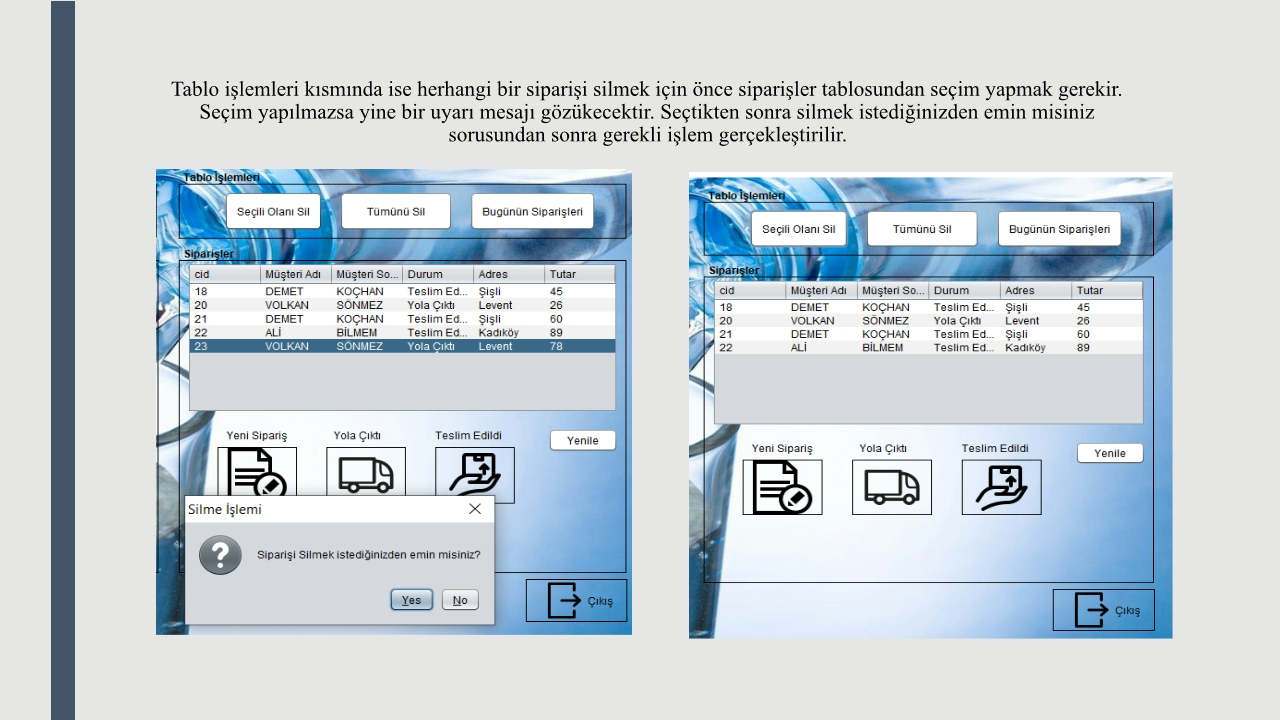 Tablo işlemleri kısmında ise herhangi bir siparişi silmek için önce siparişler tablosundan seçim yapmak gerekir.
Seçim yapılmazsa yine bir uyarı mesajı gözükecektir. Seçtikten sonra silmek istediğinizden emin misiniz
sorusundan sonra gerekli işlem gerçekleştirilir.
Tablo İşlemleri
Seçili Olanı Sil Tümünü Sil Bugünün Siparişleri
Siparişler
cid Müşteri Adı Müşteri So... Durum Adres Tutar
18 DEMET KOÇHAN Teslim Ed... Şişli 45
20 VOLKAN SÖNMEZ Yola Çıktı Levent 26
21 DEMET KOÇHAN Teslim Ed... Şişli 60
22 ALİ BİLMEM Teslim Ed... Kadıköy 89
23 VOLKAN SÖNMEZ Yola Çıktı Levent 78
Yeni Sipariş Yola Çıktı Teslim Edildi Yenile
Silme İşlemi
Siparişi Silmek istediğinizden emin misiniz?
Yes No
Çıkış
Tablo İşlemleri
Seçili Olanı Sil Tümünü Sil Bugünün Siparişleri
Siparişler
cid Müşteri Adı Müşteri So... Durum Adres Tutar
18 DEMET KOÇHAN Teslim Ed... Şişli 45
20 VOLKAN SÖNMEZ Yola Çıktı Levent 26
21 DEMET KOÇHAN Teslim Ed... Şişli 60
22 ALİ BİLMEM Teslim Ed... Kadıköy 89
Yeni Sipariş Yola Çıktı Teslim Edildi Yenile
Çıkış